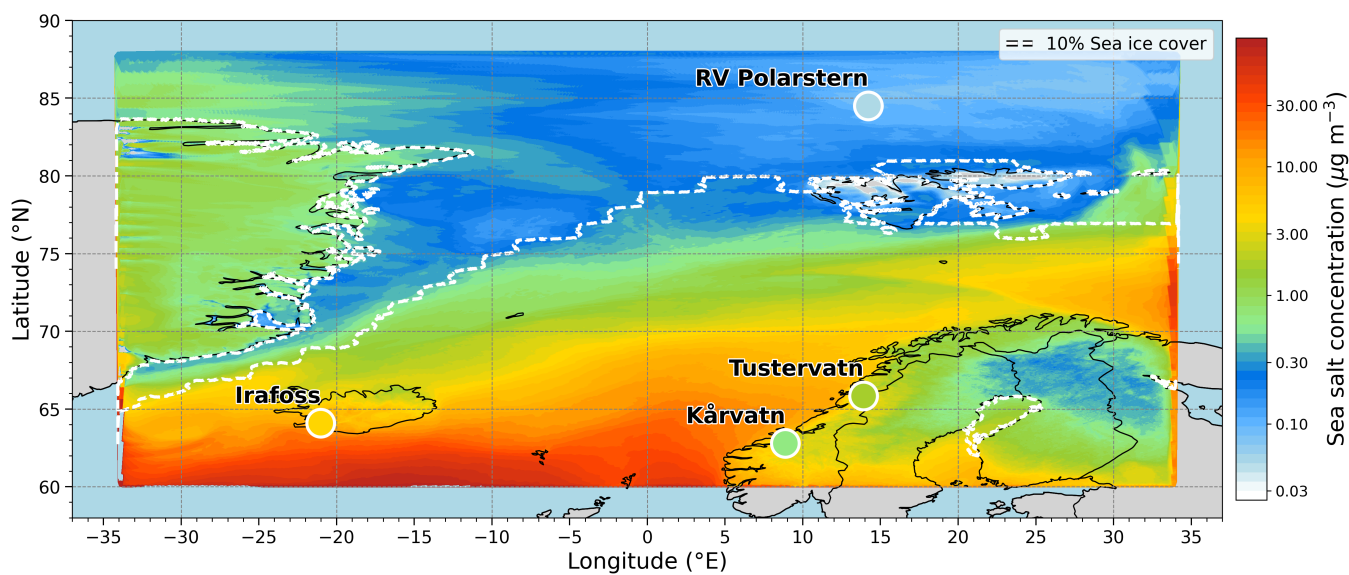 90
85
80
75
70
65
60
Latitude (°N)
== 10% Sea ice cover
RV Polarstern
Tustervatn
Irafoss
Kårvatn
−35 −30 −25 −20 −15 −10 −5 0 5 10 15 20 25 30 35
Longitude (°E)
30.00
10.00
3.00
1.00
0.30
0.10
0.03
Sea salt concentration (μg m⁻³)